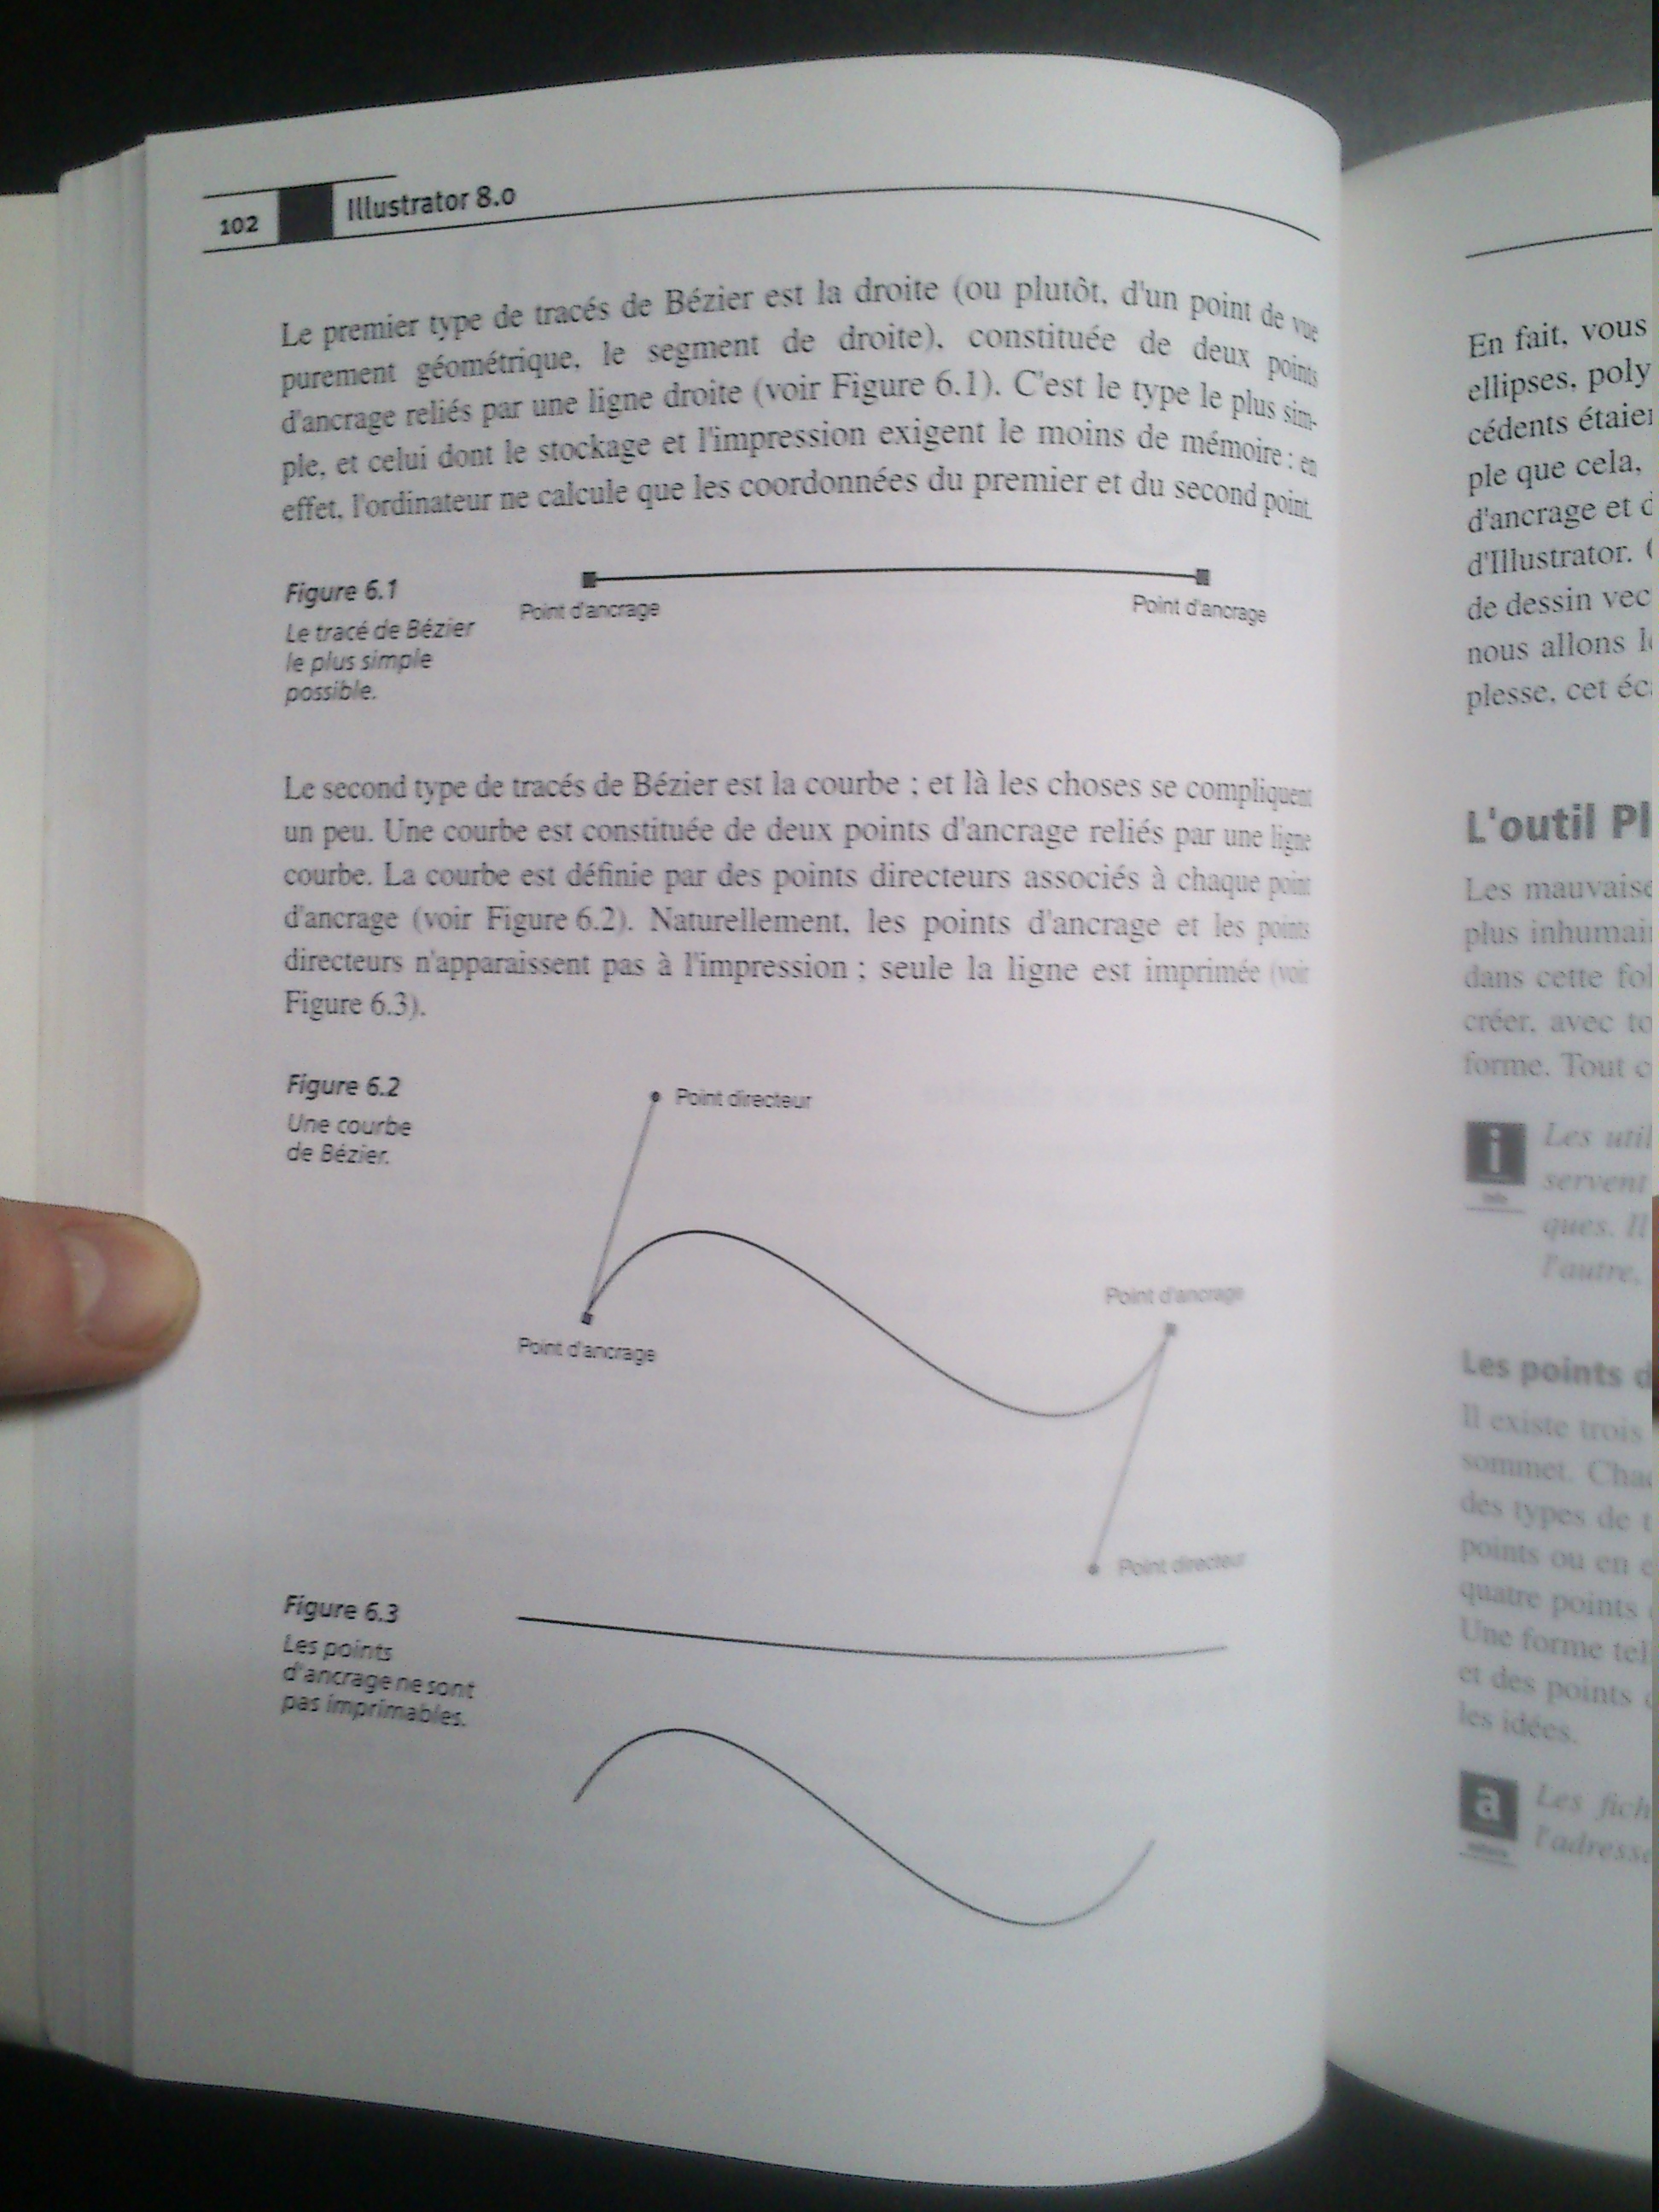 102 Illustrator 8.0
Le premier type de tracés de Bézier est la droite (ou plutôt, d'un point de vue
purement géométrique, le segment de droite), constituée de deux points
d'ancrage reliés par une ligne droite (voir Figure 6.1). C'est le type le plus sim-
ple, et celui dont le stockage et l'impression exigent le moins de mémoire : en
effet, l'ordinateur ne calcule que les coordonnées du premier et du second point.
Figure 6.1
Le tracé de Bézier
le plus simple
possible.
Point d'ancrage
Point d'ancrage
Le second type de tracés de Bézier est la courbe ; et là les choses se compliquent
un peu. Une courbe est constituée de deux points d'ancrage reliés par une ligne
courbe. La courbe est définie par des points directeurs associés à chaque point
d'ancrage (voir Figure 6.2). Naturellement, les points d'ancrage et les points
directeurs n'apparaissent pas à l'impression ; seule la ligne est imprimée (voir
Figure 6.3).
Figure 6.2
Une courbe
de Bézier.
Point directeur
Point d'ancrage
Point d'ancrage
Point directeur
Figure 6.3
Les points
d'ancrage ne sont
pas imprimables.
En fait, vous
ellipses, poly
cédents étaien
ple que cela,
d'ancrage et d
d'Illustrator. (
de dessin vec
nous allons l
plesse, cet éc
L'outil Pl
Les mauvaise
plus inhumain
dans cette fo
créer, avec to
forme. Tout c
i
Les util
servent
ques. Il
l'autre,
Les points d
Il existe trois
sommet. Chac
des types de t
points ou en c
quatre points
Une forme tel
et des points
les idées.
a
Les fich
l'adresse